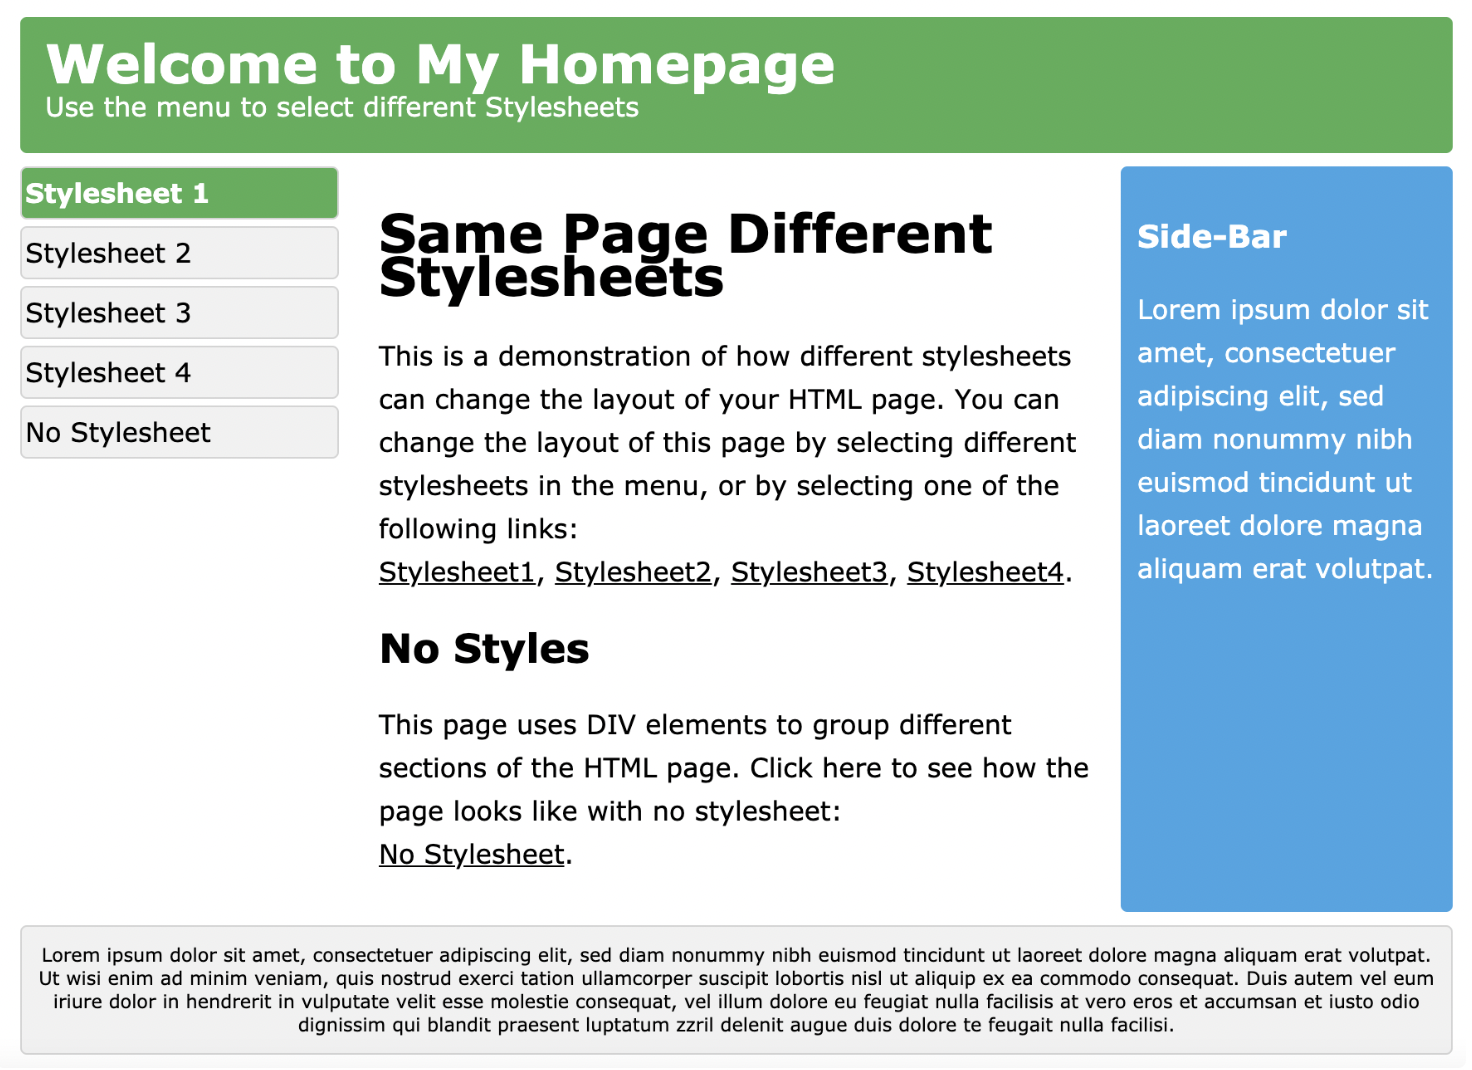 Welcome to My Homepage
Use the menu to select different Stylesheets
Stylesheet 1
Stylesheet 2
Stylesheet 3
Stylesheet 4
No Stylesheet
Same Page Different
Stylesheets
This is a demonstration of how different stylesheets
can change the layout of your HTML page. You can
change the layout of this page by selecting different
stylesheets in the menu, or by selecting one of the
following links:
Stylesheet1, Stylesheet2, Stylesheet3, Stylesheet4.
No Styles
This page uses DIV elements to group different
sections of the HTML page. Click here to see how the
page looks like with no stylesheet:
No Stylesheet.
Side-Bar
Lorem ipsum dolor sit
amet, consectetuer
adipiscing elit, sed
diam nonummy nibh
euismod tincidunt ut
laoreet dolore magna
aliquam erat volutpat.
Lorem ipsum dolor sit amet, consectetuer adipiscing elit, sed diam nonummy nibh euismod tincidunt ut laoreet dolore magna aliquam erat volutpat.
Ut wisi enim ad minim veniam, quis nostrud exerci tation ullamcorper suscipit lobortis nisl ut aliquip ex ea commodo consequat. Duis autem vel eum
iriure dolor in hendrerit in vulputate velit esse molestie consequat, vel illum dolore eu feugiat nulla facilisis at vero eros et accumsan et iusto odio
dignissim qui blandit praesent luptatum zzril delenit augue duis dolore te feugait nulla facilisi.